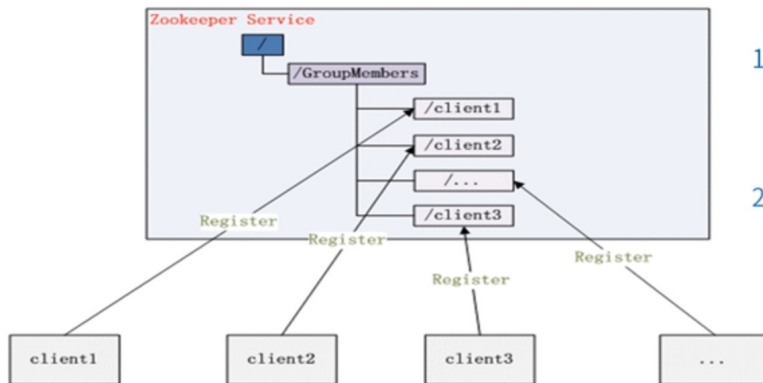 Zookeeper Service
/
/GroupMembers
1
/client1
/client2
/...
2
/client3
Register
Register
Register
Register
client1
client2
client3
...